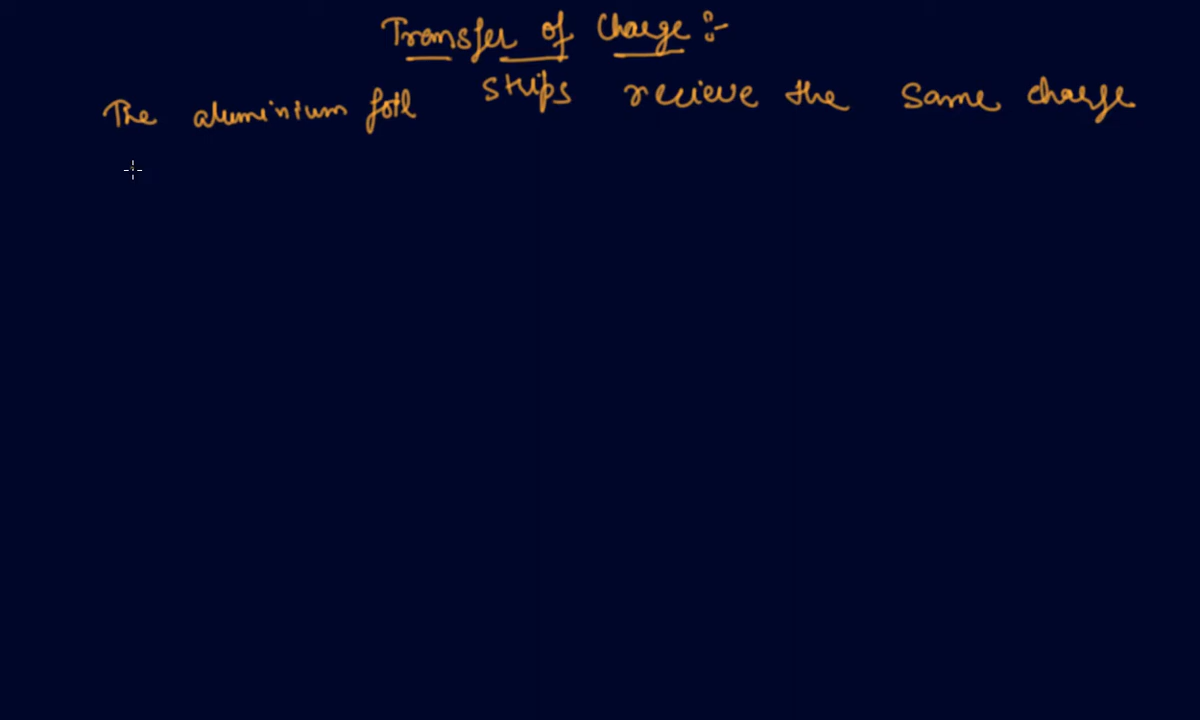 Transfer of Charge :-
The aluminium foil strips recieve the same charge